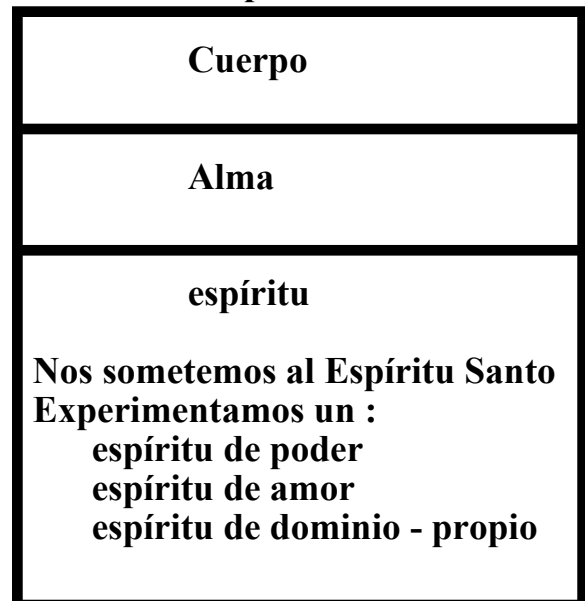 Cuerpo
Alma
espíritu
Nos sometemos al Espíritu Santo
Experimentamos un :
espíritu de poder
espíritu de amor
espíritu de dominio - propio